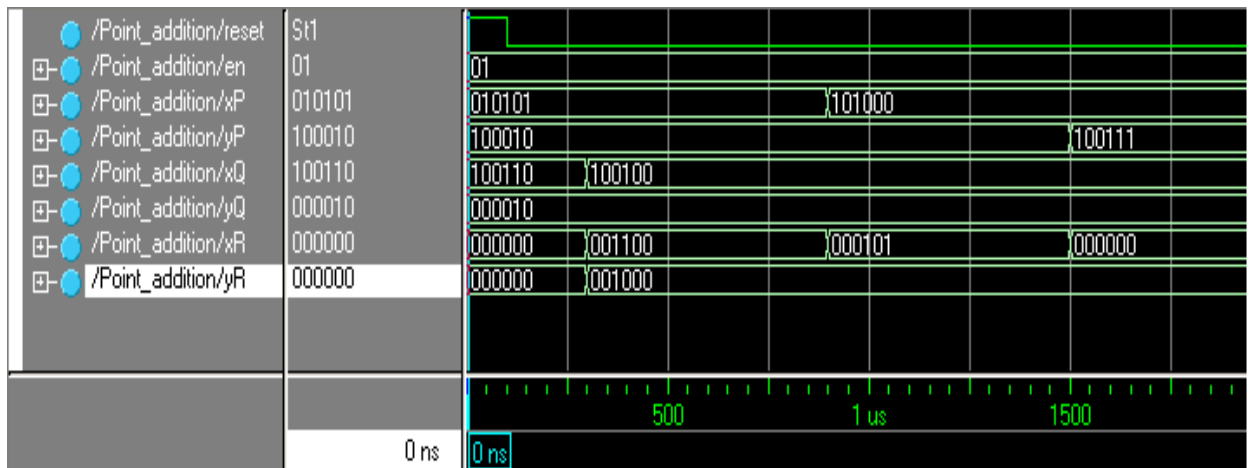 /Point_addition/reset St1
/Point_addition/en 01 01
/Point_addition/xP 010101 010101 101000
/Point_addition/yP 100010 100010 100111
/Point_addition/xQ 100110 100110 100100
/Point_addition/yQ 000010 000010
/Point_addition/xR 000000 000000 001100 000101 000000
/Point_addition/yR 000000 000000 001000
500 1 us 1500
0 ns 0 ns